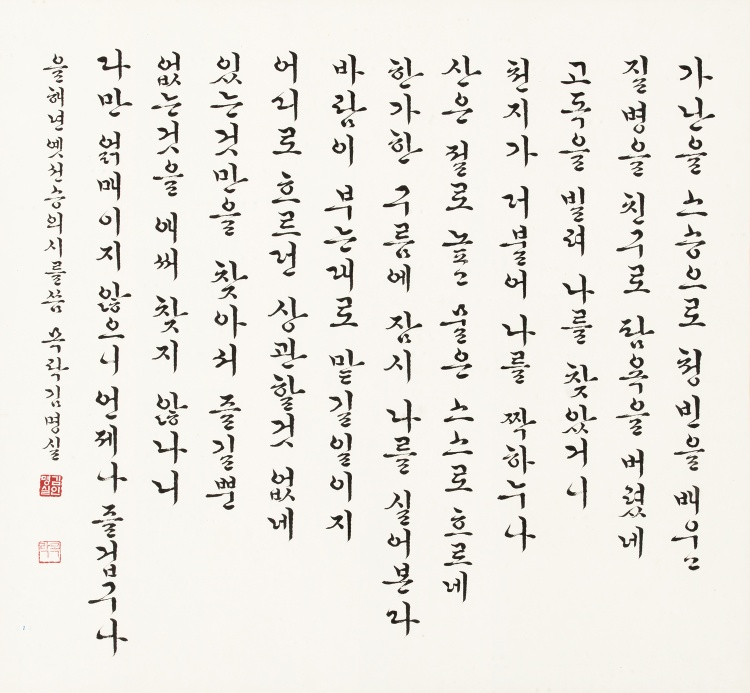 가난을 스승으로 청빈을 배우고
질병을 친구로 탐욕을 버렸네
고독을 빌려 나를 찾았거니
천지가 더불어 나를 짝하누나
산은 절로 높고 물은 스스로 흐르네
한가한 구름에 잠시 나를 실어본다
바람이 부는대로 맡길일이지
어디로 흐르던 상관할것 없네
있는것만을 찾아서 즐길뿐
없는것을 애써 찾지 않나니
다만 얽매이지 않으니 언제나 즐겁구나
을해년 옛선승의 시를 씀 김명실